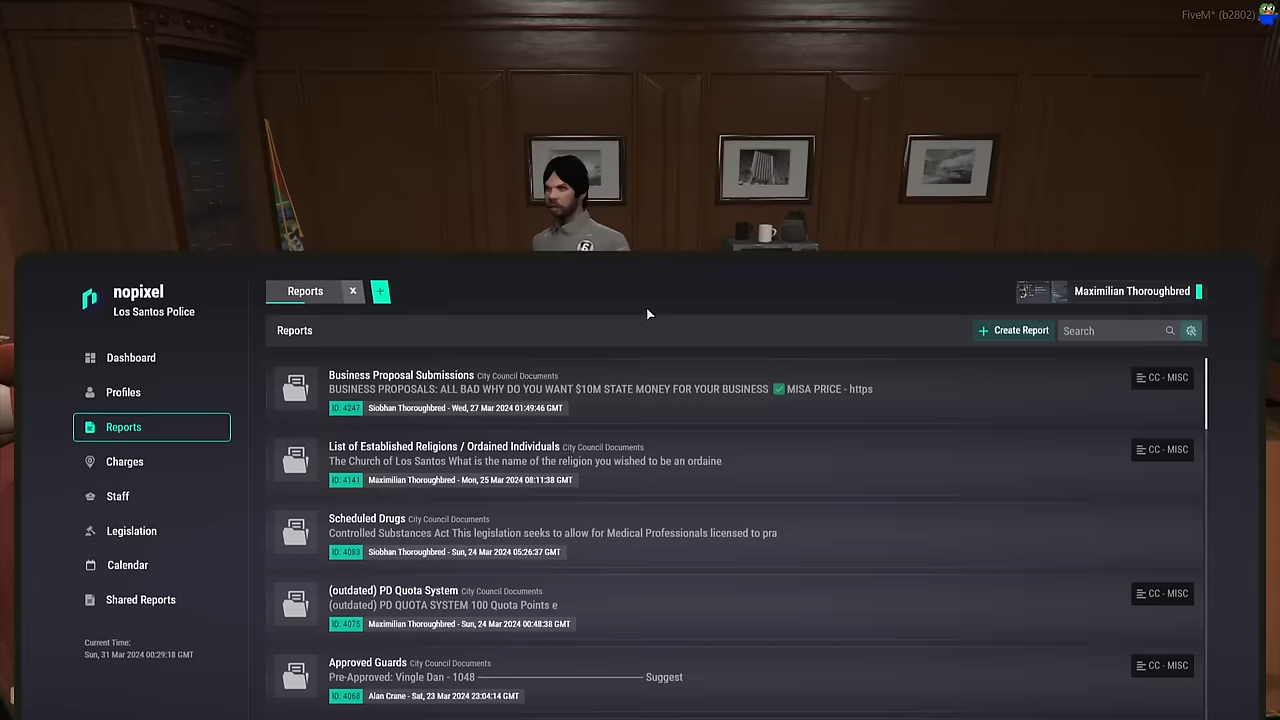 FiveM* (b2802)
nopixel
Los Santos Police
Reports x +
Maximilian Thoroughbred
Reports
+ Create Report
Search
Dashboard
Profiles
Reports
Charges
Staff
Legislation
Calendar
Shared Reports
Current Time:
Sun, 31 Mar 2024 00:29:18 GMT
Business Proposal Submissions City Council Documents
CC - MISC
BUSINESS PROPOSALS: ALL BAD WHY DO YOU WANT $10M STATE MONEY FOR YOUR BUSINESS ✅ MISA PRICE - https
ID: 4247 Siobhan Thoroughbred - Wed, 27 Mar 2024 01:49:46 GMT
List of Established Religions / Ordained Individuals City Council Documents
CC - MISC
The Church of Los Santos What is the name of the religion you wished to be an ordaine
ID: 4141 Maximilian Thoroughbred - Mon, 25 Mar 2024 08:11:38 GMT
Scheduled Drugs City Council Documents
Controlled Substances Act This legislation seeks to allow for Medical Professionals licensed to pra
ID: 4083 Siobhan Thoroughbred - Sun, 24 Mar 2024 05:26:37 GMT
(outdated) PD Quota System City Council Documents
CC - MISC
(outdated) PD QUOTA SYSTEM 100 Quota Points e
ID: 4075 Maximilian Thoroughbred - Sun, 24 Mar 2024 00:48:38 GMT
Approved Guards City Council Documents
CC - MISC
Pre-Approved: Vingle Dan - 1048 ———————————— Suggest
ID: 4068 Alan Crane - Sat, 23 Mar 2024 23:04:14 GMT